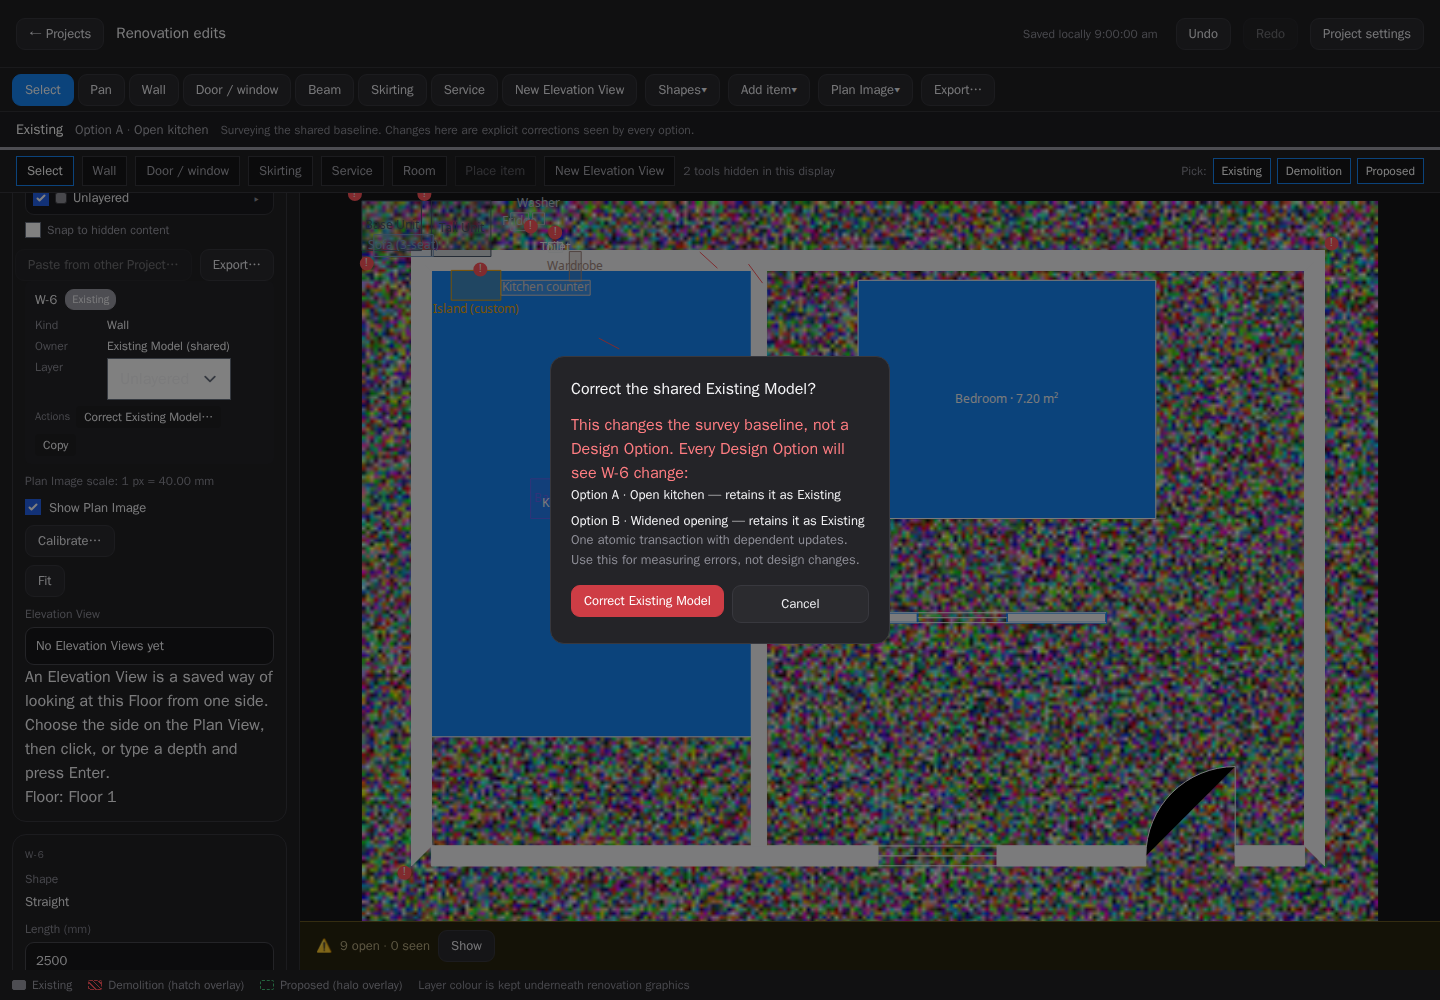 ← Projects
Renovation edits
Saved locally 9:00:00 am
Undo
Redo
Project settings
Select
Pan
Wall
Door / window
Beam
Skirting
Service
New Elevation View
Shapes▾
Add item▾
Plan Image▾
Export⋯
Existing
Option A · Open kitchen
Surveying the shared baseline. Changes here are explicit corrections seen by every option.
Select
Wall
Door / window
Skirting
Service
Room
Place item
New Elevation View
2 tools hidden in this display
Pick:
Existing
Demolition
Proposed
Unlayered
Snap to hidden content
Paste from other Project⋯
Export⋯
W-6
Existing
Kind
Wall
Owner
Existing Model (shared)
Layer
Unlayered
Actions
Correct Existing Model⋯
Copy
Plan Image scale: 1 px = 40.00 mm
Show Plan Image
Calibrate⋯
Fit
Elevation View
No Elevation Views yet
An Elevation View is a saved way of
looking at this Floor from one side.
Choose the side on the Plan View,
then click, or type a depth and
press Enter.
Floor: Floor 1
W-6
Shape
Straight
Length (mm)
2500
Washer
Toilet
Wardrobe
Kitchen counter
Island (custom)
K
Bedroom · 7.20 m²
Correct the shared Existing Model?
This changes the survey baseline, not a
Design Option. Every Design Option will
see W-6 change:
Option A · Open kitchen — retains it as Existing
Option B · Widened opening — retains it as Existing
One atomic transaction with dependent updates.
Use this for measuring errors, not design changes.
Correct Existing Model
Cancel
9 open · 0 seen
Show
Existing
Demolition (hatch overlay)
Proposed (halo overlay)
Layer colour is kept underneath renovation graphics